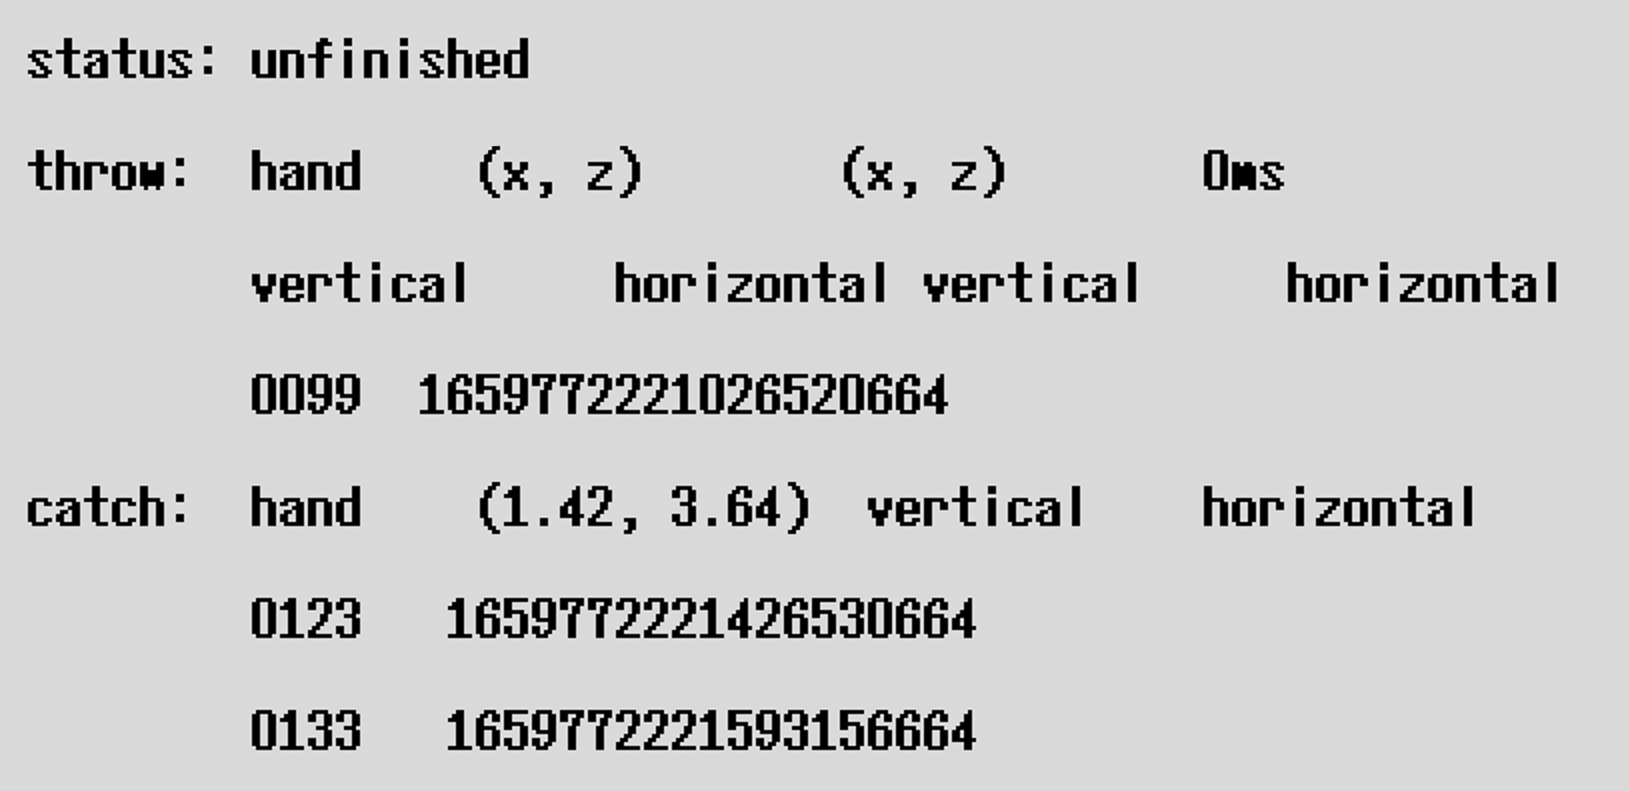 status: unfinished
throw: hand (x, z) (x, z) 0ms
vertical horizontal vertical horizontal
0099 1659772221026520664
catch: hand (1.42, 3.64) vertical horizontal
0123 1659772221426530664
0133 1659772221593156664